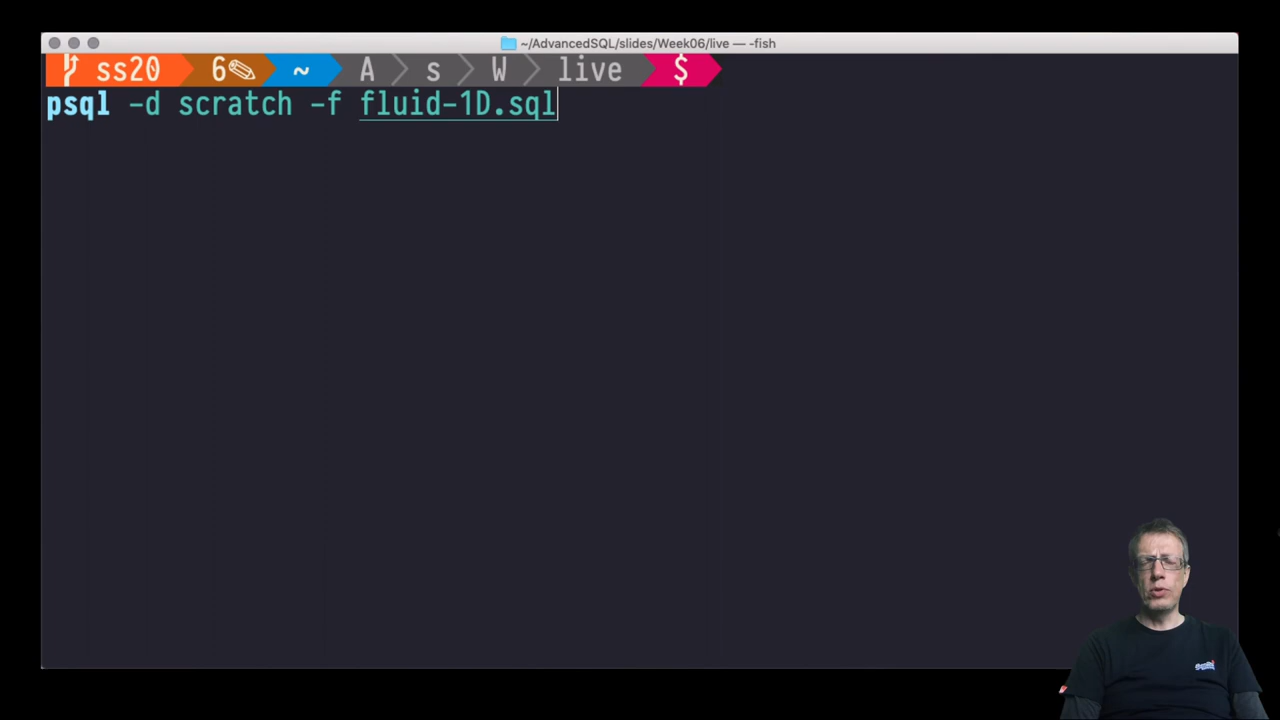 ~/AdvancedSQL/slides/Week06/live — -fish
ss20 6✎ ~ A s W live $
psql -d scratch -f fluid-1D.sql